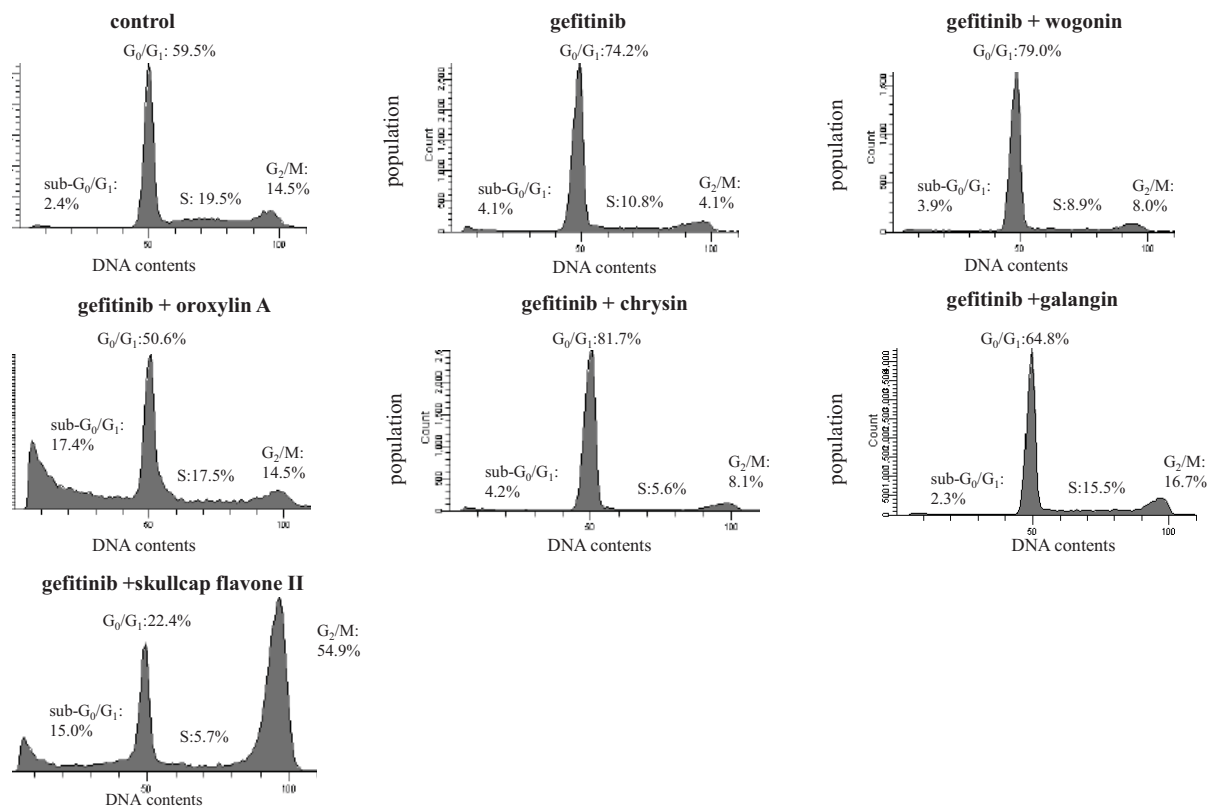 control
G₀/G₁: 59.5%
sub-G₀/G₁:
2.4%
S: 19.5%
G₂/M:
14.5%
50
100
DNA contents
gefitinib
G₀/G₁:74.2%
population
Count
sub-G₀/G₁:
4.1%
S:10.8%
G₂/M:
4.1%
50
100
DNA contents
gefitinib + wogonin
G₀/G₁:79.0%
population
Count
1,500
1,000
500
0
sub-G₀/G₁:
3.9%
S:8.9%
G₂/M:
8.0%
50
100
DNA contents
gefitinib + oroxylin A
G₀/G₁:50.6%
sub-G₀/G₁:
17.4%
S:17.5%
G₂/M:
14.5%
50
100
DNA contents
gefitinib + chrysin
G₀/G₁:81.7%
population
Count
sub-G₀/G₁:
4.2%
S:5.6%
G₂/M:
8.1%
50
100
DNA contents
gefitinib +galangin
G₀/G₁:64.8%
population
Count
sub-G₀/G₁:
2.3%
S:15.5%
G₂/M:
16.7%
50
100
DNA contents
gefitinib +skullcap flavone II
G₀/G₁:22.4%
sub-G₀/G₁:
15.0%
S:5.7%
G₂/M:
54.9%
50
100
DNA contents